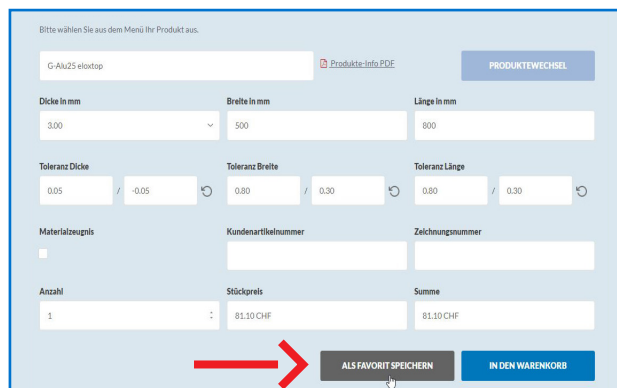 Bitte wählen Sie aus dem Menü Ihr Produkt aus.
G-Alu25 eloxtop Produkte-Info PDF PRODUKTEWECHSEL
Dicke in mm Breite in mm Länge in mm
3.00 500 800
Toleranz Dicke Toleranz Breite Toleranz Länge
0.05 / -0.05 0.80 / 0.30 0.80 / 0.30
Materialzeugnis Kundenartikelnummer Zeichnungsnummer
Anzahl Stückpreis Summe
1 81.10 CHF 81.10 CHF
ALS FAVORIT SPEICHERN IN DEN WARENKORB